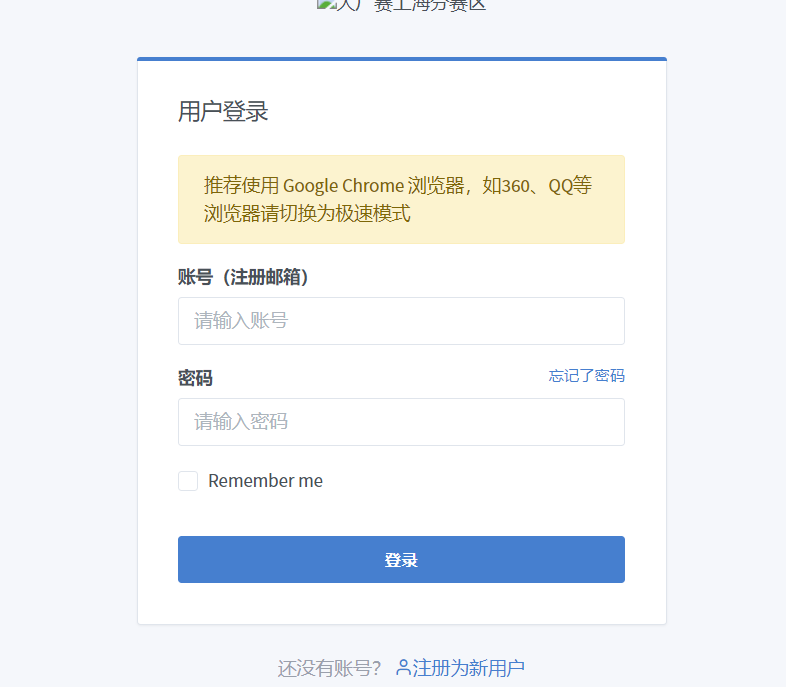 赛上海分赛区
用户登录
推荐使用 Google Chrome 浏览器，如360、QQ等
浏览器请切换为极速模式
账号（注册邮箱）
请输入账号
密码
忘记了密码
请输入密码
Remember me
登录
还没有账号？ 注册为新用户